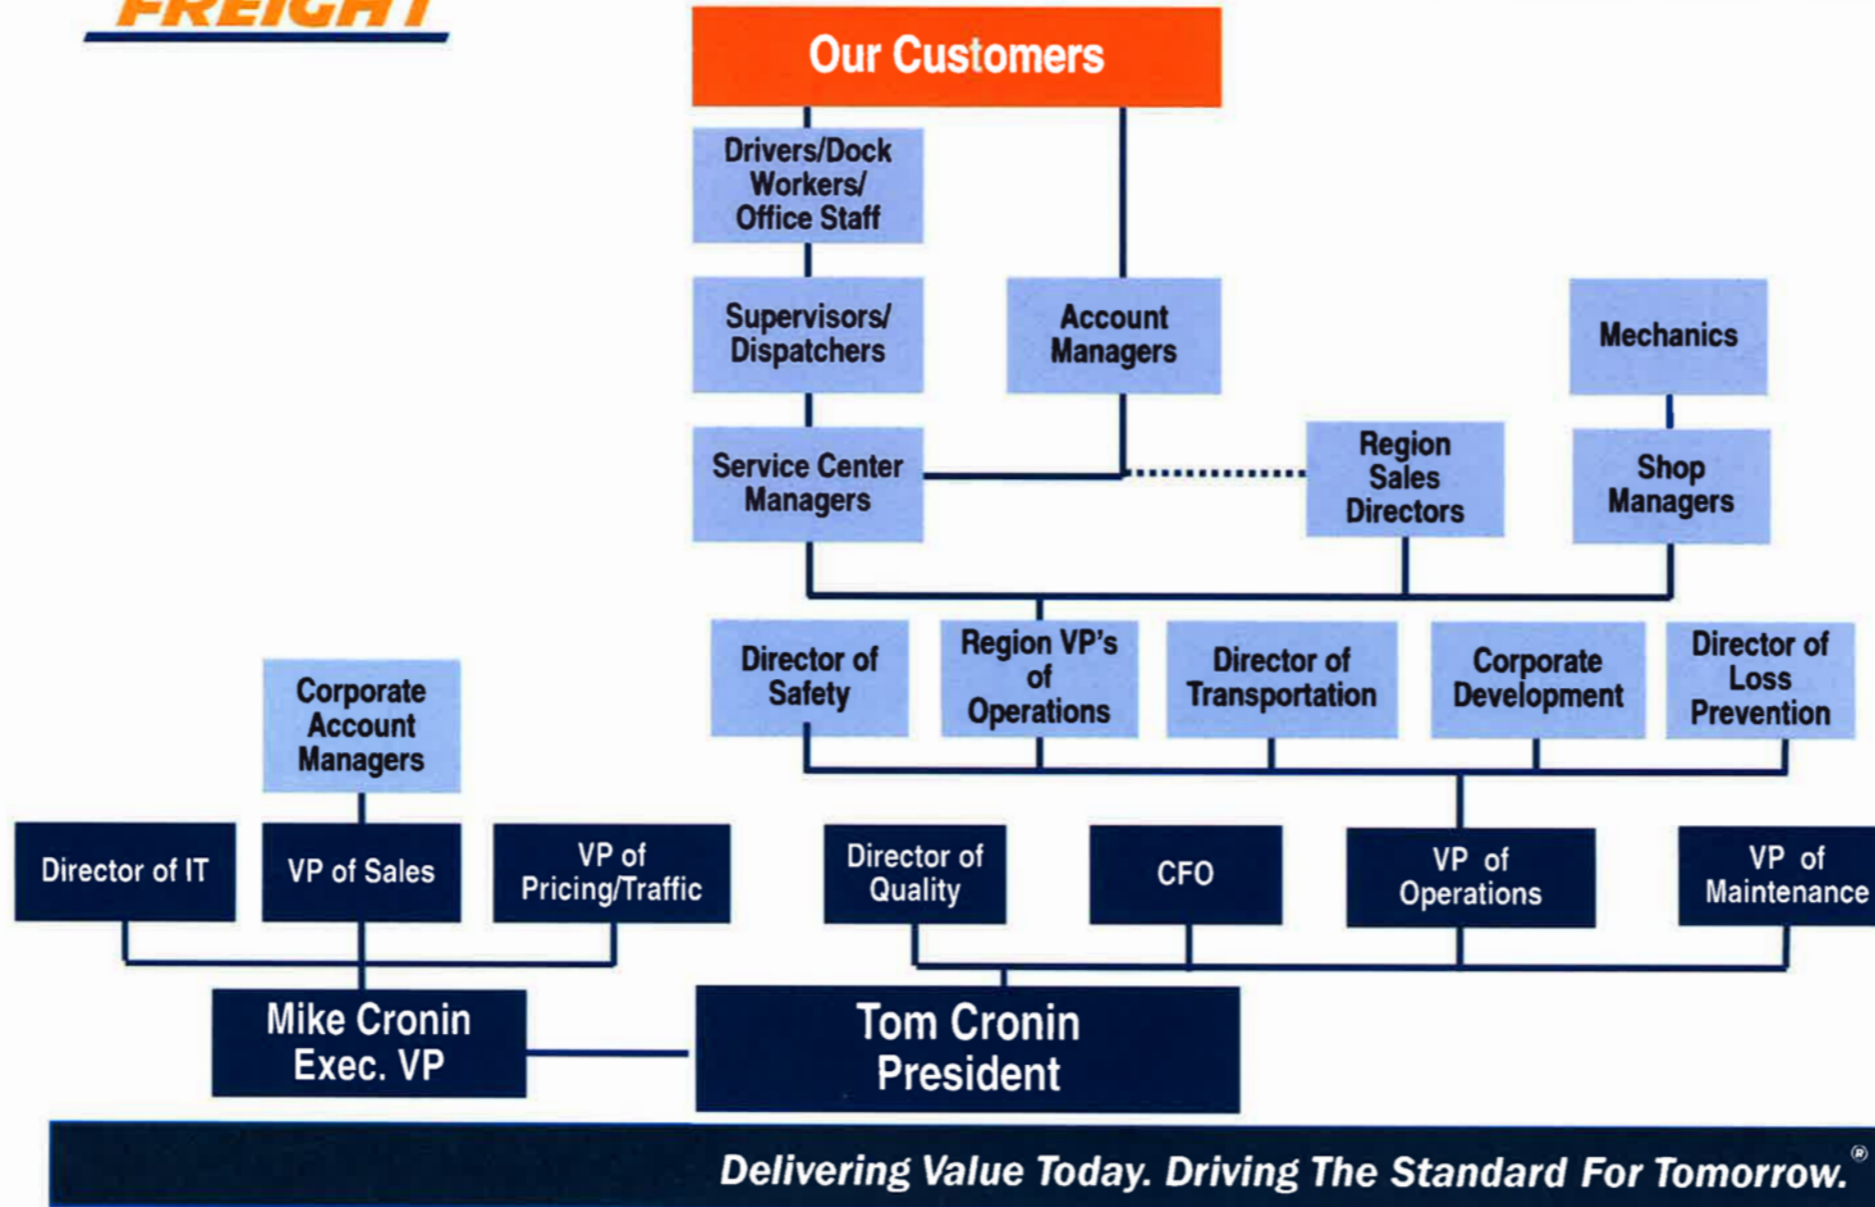 FREIGHT
Our Customers
Drivers/Dock
Workers/
Office Staff
Supervisors/
Dispatchers
Account
Managers
Mechanics
Service Center
Managers
Region
Sales
Directors
Shop
Managers
Director of
Safety
Region VP's
of
Operations
Director of
Transportation
Corporate
Development
Director of
Loss
Prevention
Corporate
Account
Managers
Director of IT
VP of Sales
VP of
Pricing/Traffic
Director of
Quality
CFO
VP of
Operations
VP of
Maintenance
Mike Cronin
Exec. VP
Tom Cronin
President
Delivering Value Today. Driving The Standard For Tomorrow.®